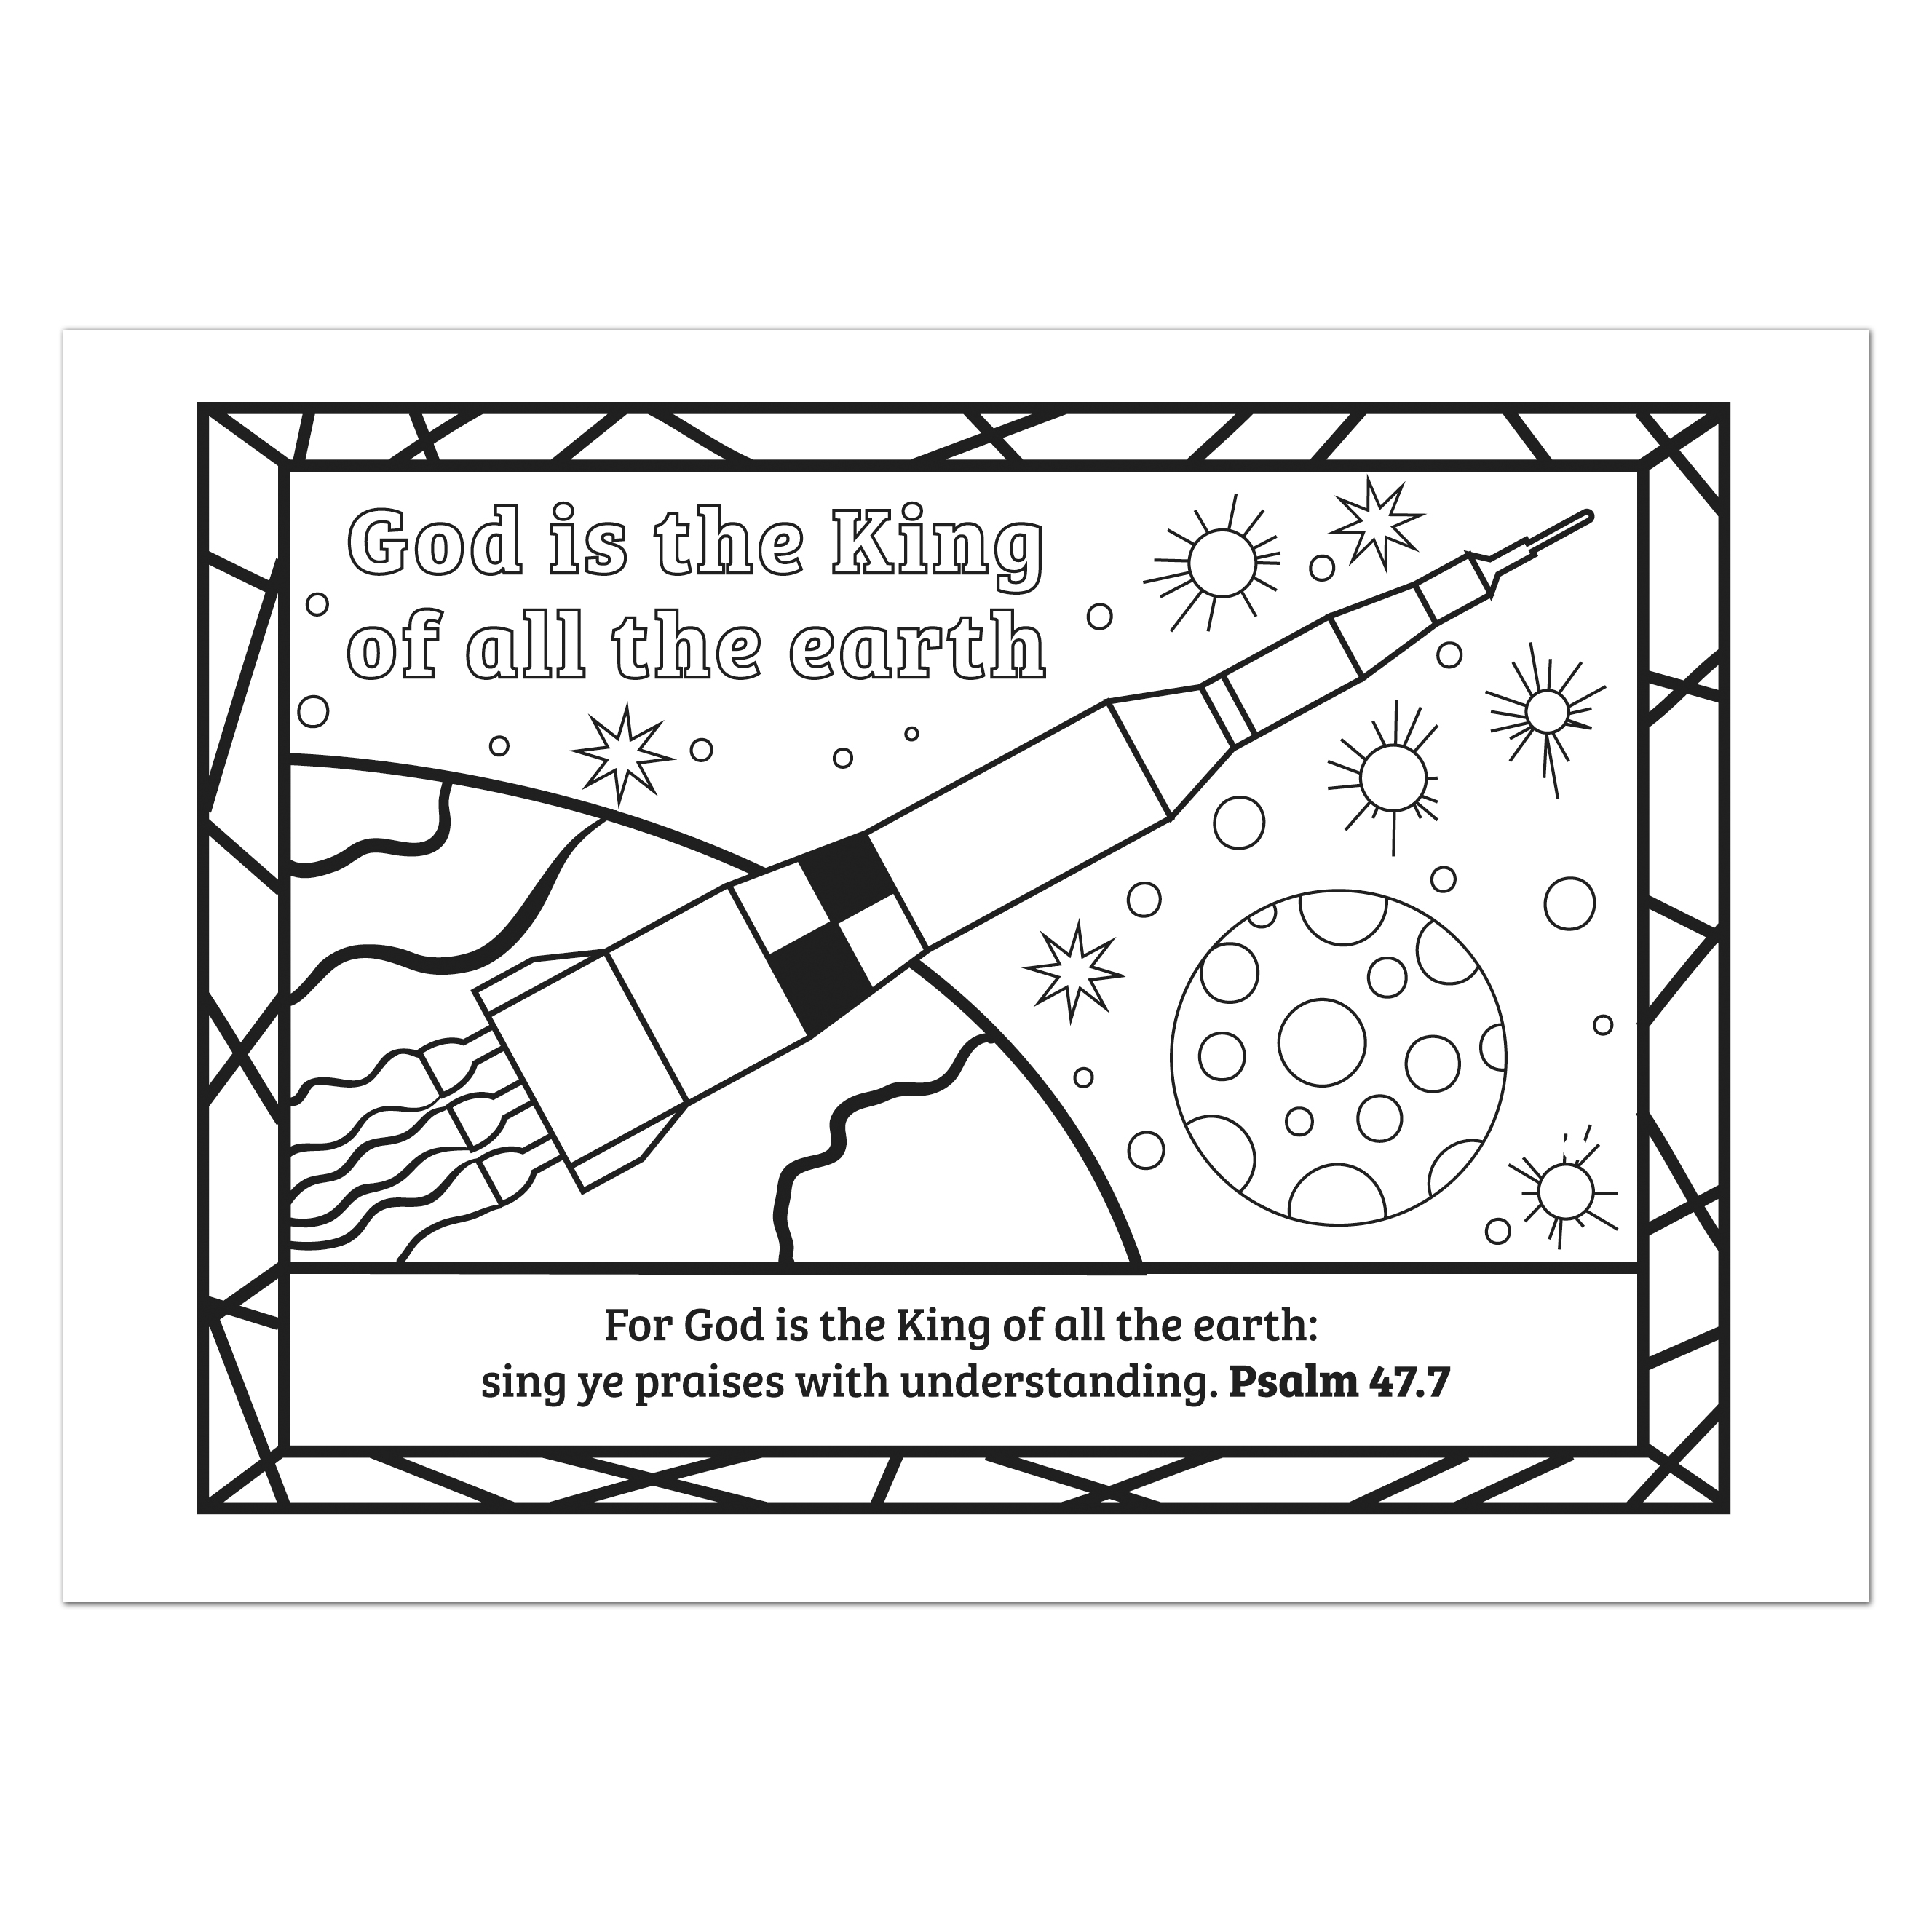 God is the King
of all the earth
For God is the King of all the earth:
sing ye praises with understanding. Psalm 47.7